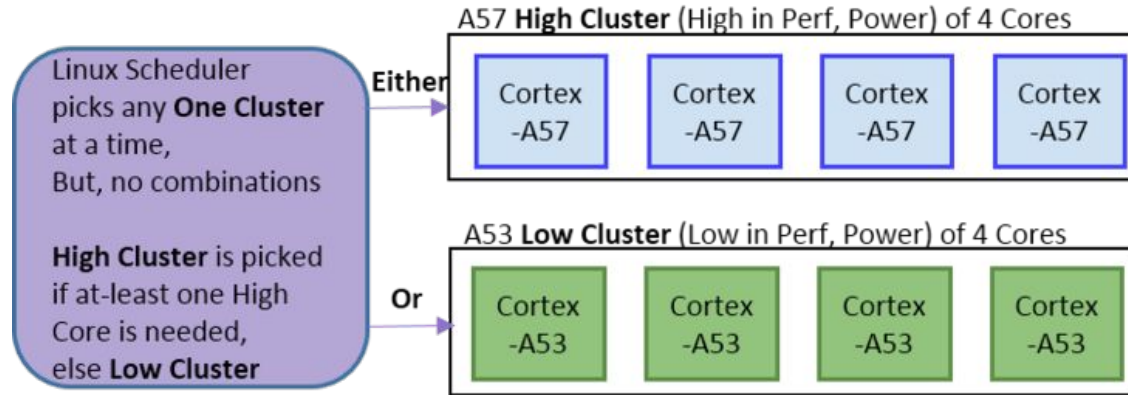 Linux Scheduler
picks any One Cluster
at a time,
But, no combinations
High Cluster is picked
if at-least one High
Core is needed,
else Low Cluster
Either
Or
A57 High Cluster (High in Perf, Power) of 4 Cores
Cortex
-A57
Cortex
-A57
Cortex
-A57
Cortex
-A57
A53 Low Cluster (Low in Perf, Power) of 4 Cores
Cortex
-A53
Cortex
-A53
Cortex
-A53
Cortex
-A53